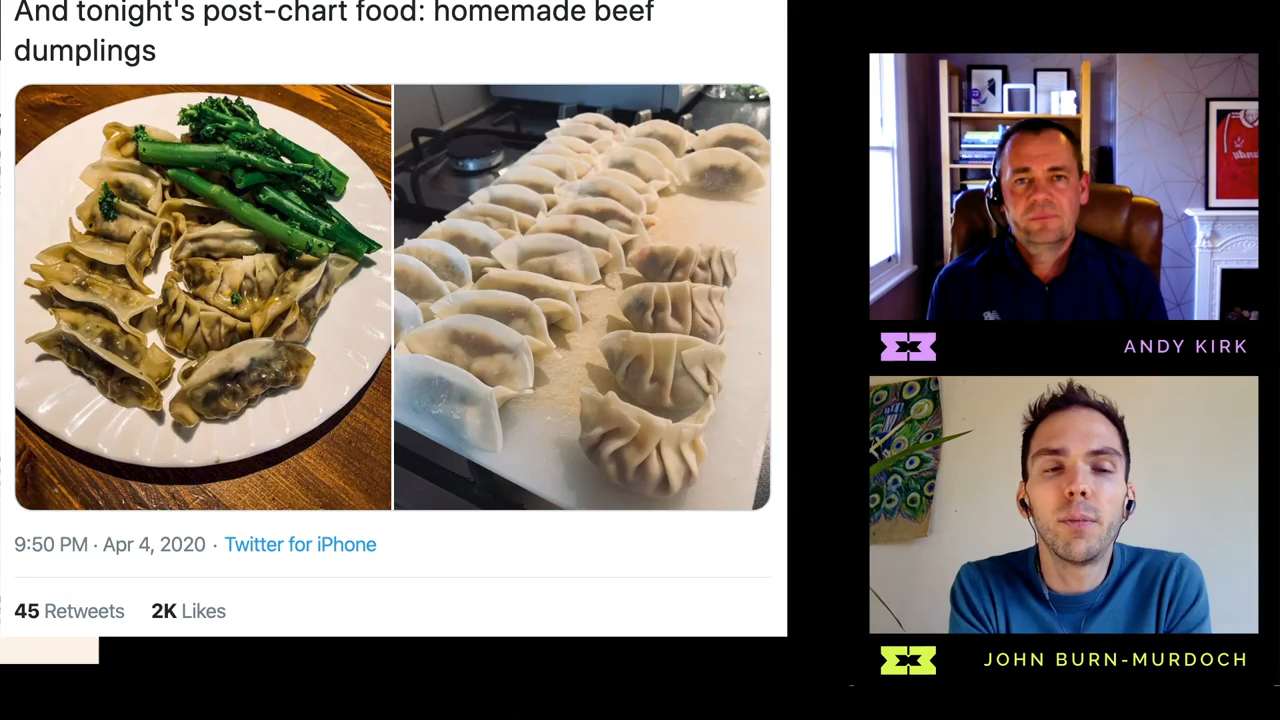 And tonight's post-chart food: homemade beef
dumplings
9:50 PM · Apr 4, 2020 · Twitter for iPhone
45 Retweets 2K Likes
ANDY KIRK
JOHN BURN-MURDOCH